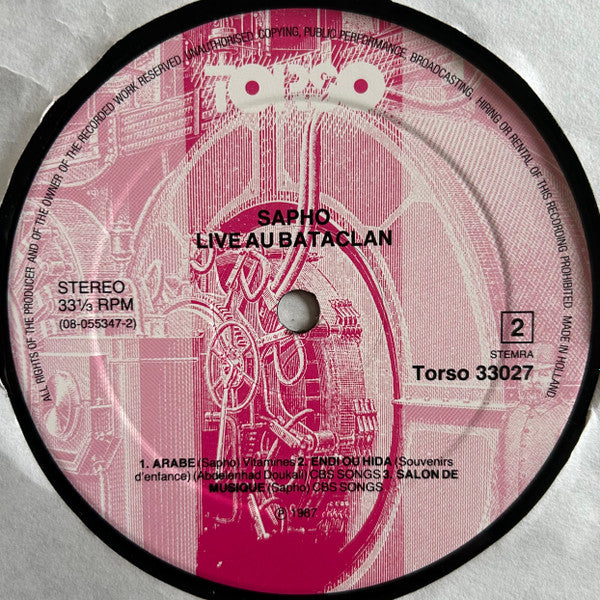 ALL RIGHTS OF THE PRODUCER AND OF THE OWNER OF THE RECORDED WORK RESERVED. UNAUTHORISED, COPYING, PUBLIC PERFORMANCE, BROADCASTING, HIRING OR RENTAL OF THIS RECORDING PROHIBITED MADE IN HOLLAND.
TORSO
SAPHO
LIVE AU BATACLAN
STEREO
33⅓ RPM
(08-055347-2)
2
STEMRA
Torso 33027
1. ARABE (Sapho) Vitamines 2. ENDI OU HIDA (Souvenirs
d'enfance) (Abdelenhad Doukali) CBS SONGS 3. SALON DE
MUSIQUE (Sapho) CBS SONGS
℗ 1987